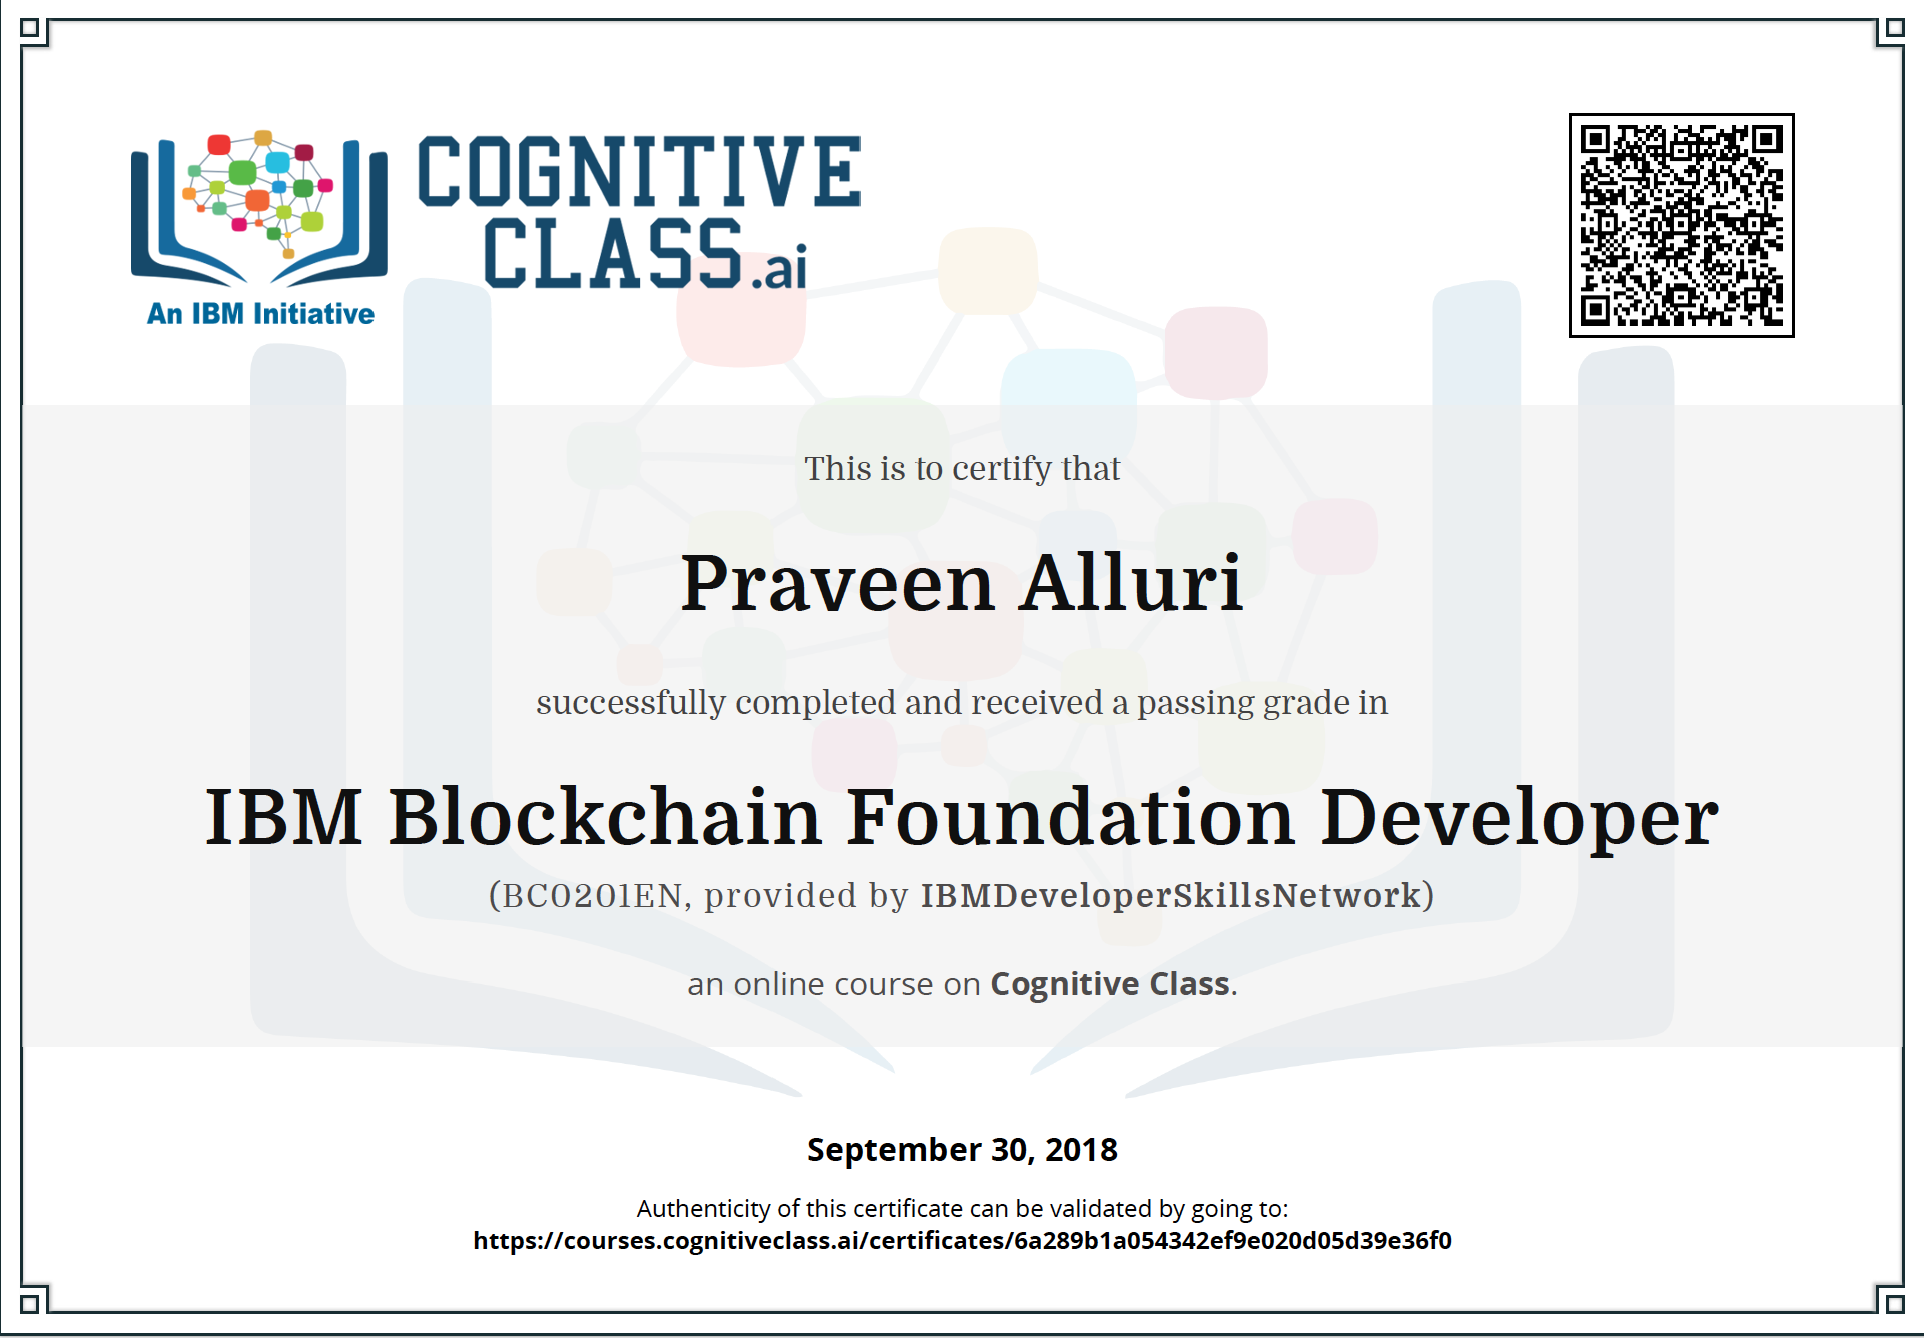 COGNITIVE
CLASS.ai
An IBM Initiative
This is to certify that
Praveen Alluri
successfully completed and received a passing grade in
IBM Blockchain Foundation Developer
(BC0201EN, provided by IBMDeveloperSkillsNetwork)
an online course on Cognitive Class.
September 30, 2018
Authenticity of this certificate can be validated by going to:
https://courses.cognitiveclass.ai/certificates/6a289b1a054342ef9e020d05d39e36f0